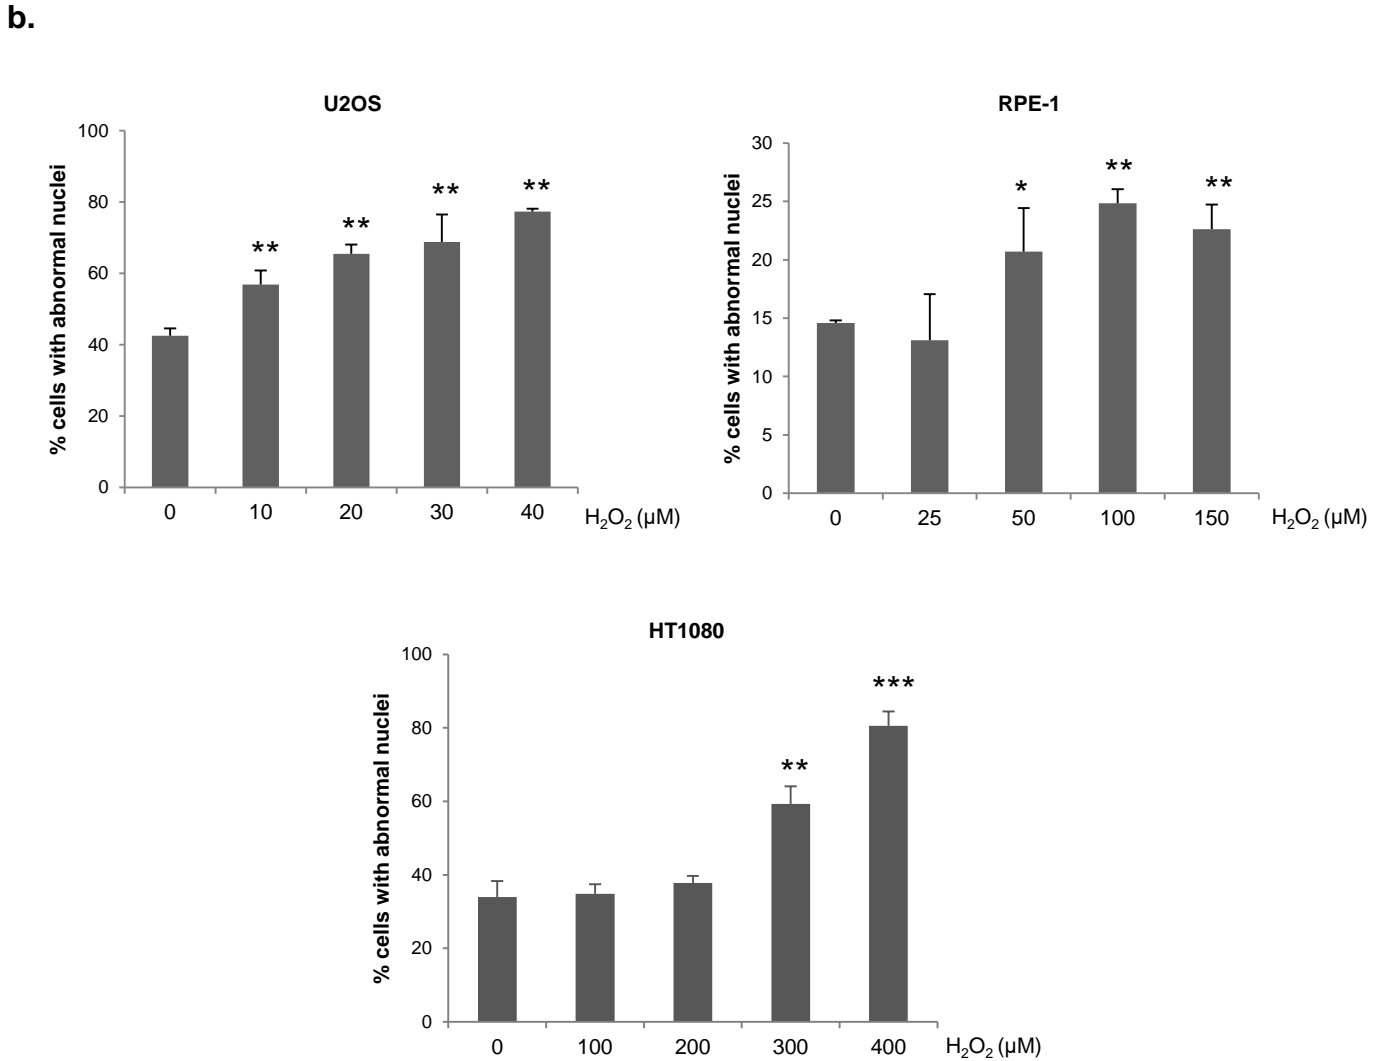 b.
U2OS
% cells with abnormal nuclei
100
80
60
40
20
0
**
**
**
**
0 10 20 30 40 H₂O₂ (µM)
RPE-1
% cells with abnormal nuclei
30
25
20
15
10
5
0
*
**
**
0 25 50 100 150 H₂O₂ (µM)
HT1080
% cells with abnormal nuclei
100
80
60
40
20
0
**
***
0 100 200 300 400 H₂O₂ (µM)